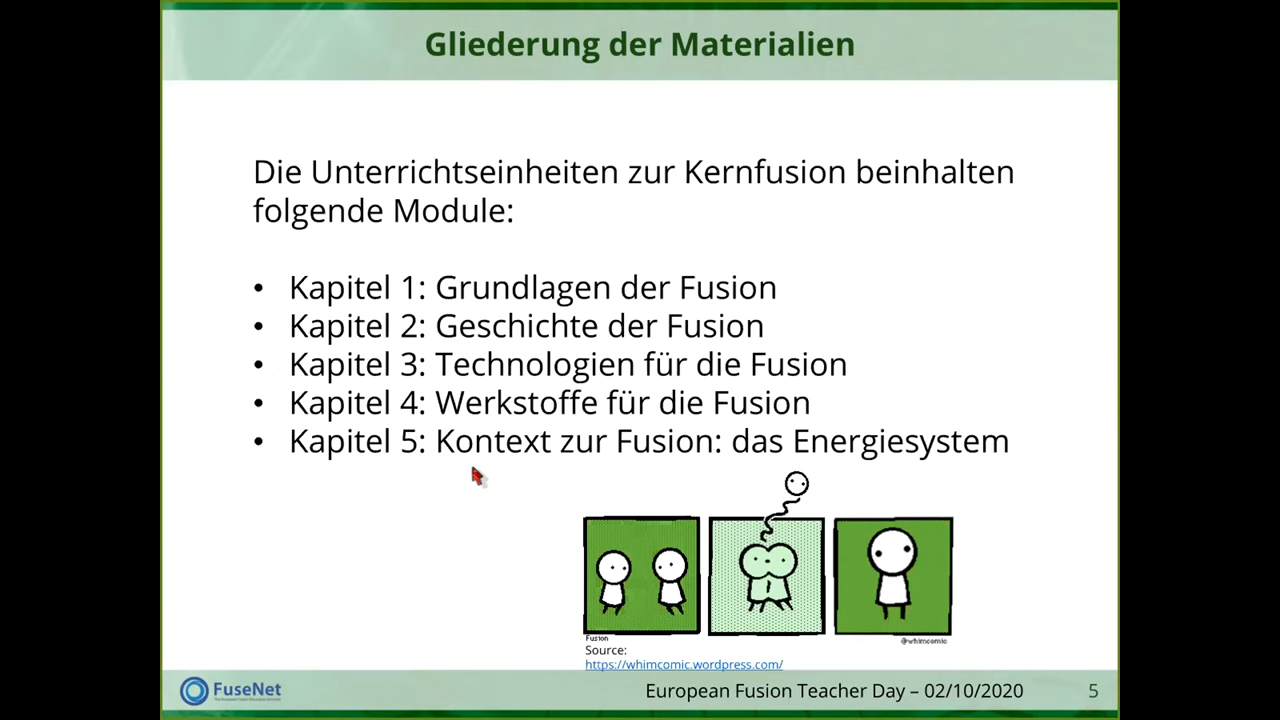 Gliederung der Materialien
Die Unterrichtseinheiten zur Kernfusion beinhalten
folgende Module:
• Kapitel 1: Grundlagen der Fusion
• Kapitel 2: Geschichte der Fusion
• Kapitel 3: Technologien für die Fusion
• Kapitel 4: Werkstoffe für die Fusion
• Kapitel 5: Kontext zur Fusion: das Energiesystem
Fusion
@whimcomic
Source:
https://whimcomic.wordpress.com/
FuseNet
European Fusion Teacher Day – 02/10/2020
5